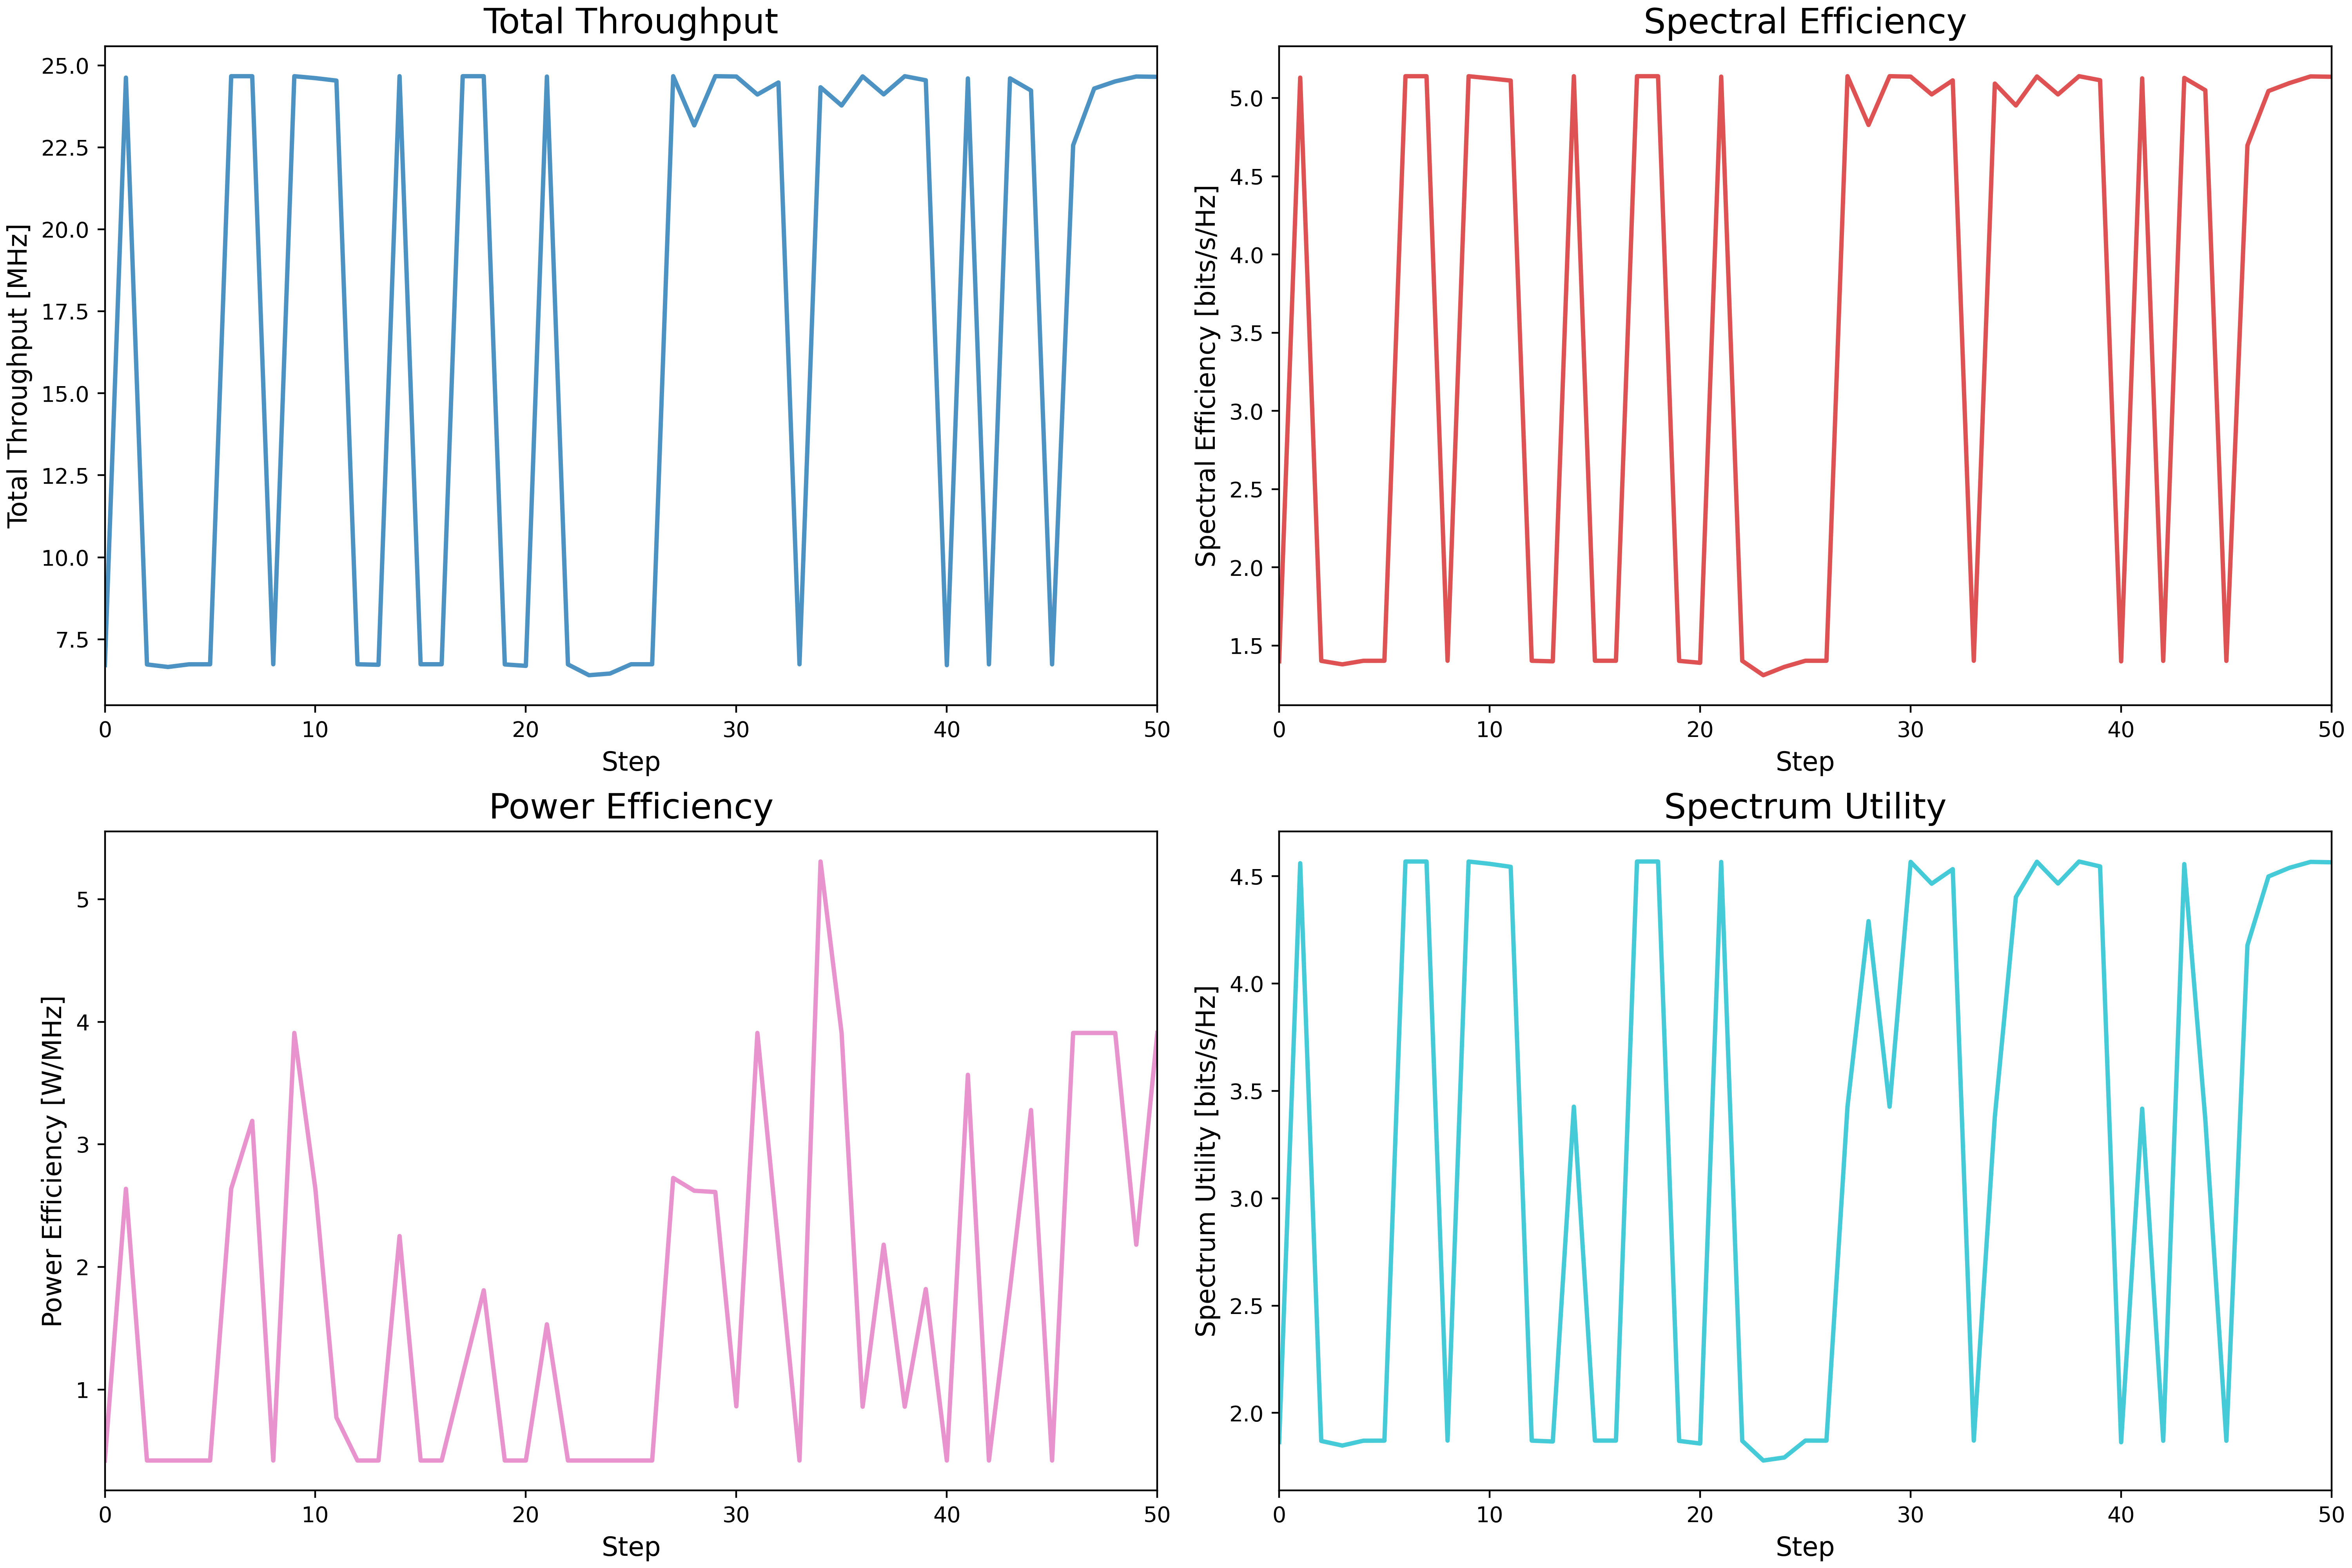 Total Throughput
Total Throughput [MHz]
25.0
22.5
20.0
17.5
15.0
12.5
10.0
7.5
0 10 20 30 40 50
Step
Spectral Efficiency
Spectral Efficiency [bits/s/Hz]
5.0
4.5
4.0
3.5
3.0
2.5
2.0
1.5
0 10 20 30 40 50
Step
Power Efficiency
Power Efficiency [W/MHz]
5
4
3
2
1
0 10 20 30 40 50
Step
Spectrum Utility
Spectrum Utility [bits/s/Hz]
4.5
4.0
3.5
3.0
2.5
2.0
0 10 20 30 40 50
Step